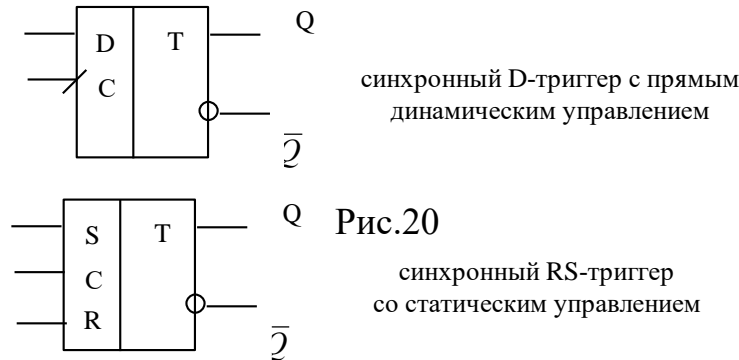 Q
D T
C
синхронный D-триггер с прямым
динамическим управлением
Q̅
Q
S T
Рис.20
C
синхронный RS-триггер
со статическим управлением
R
Q̅